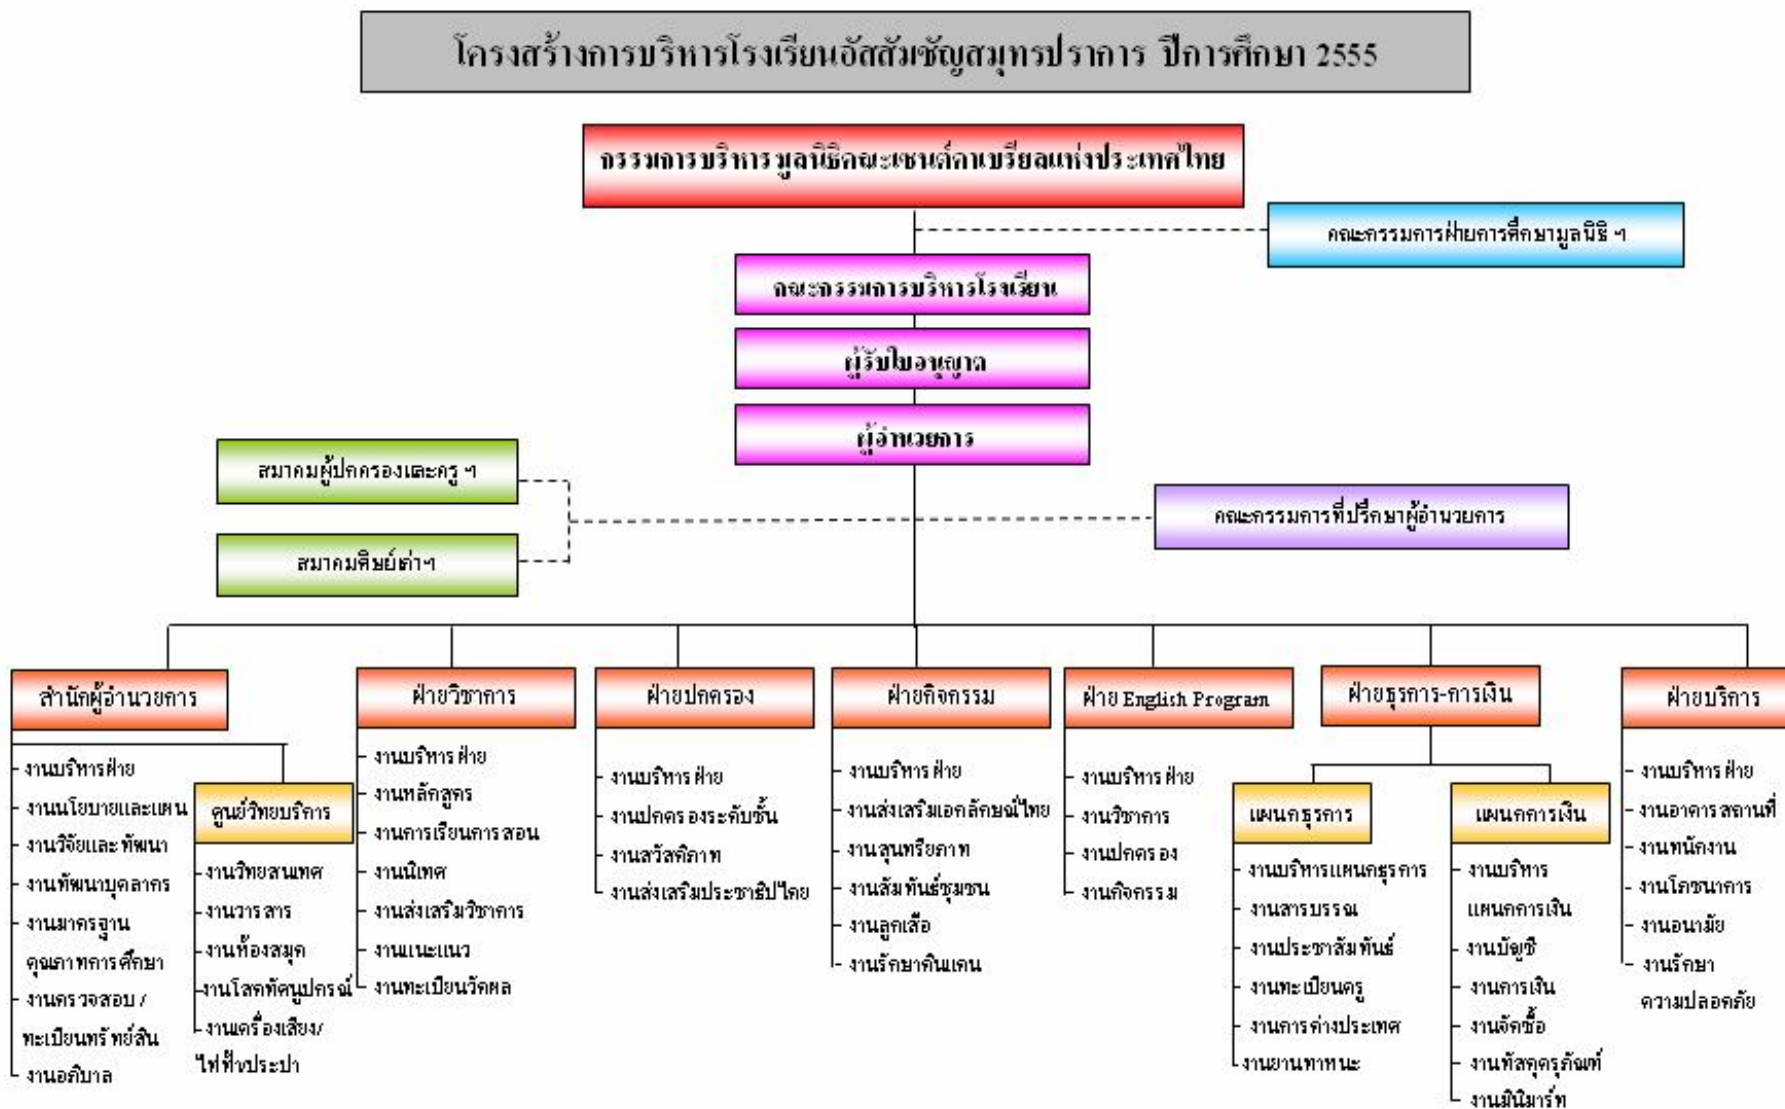 โครงสร้างการบริหารโรงเรียนอัสสัมชัญสมุทรปราการ ปีการศึกษา 2555
กรรมการบริหารมูลนิธิคณะเซนต์คาเบรียลแห่งประเทศไทย
คณะกรรมการฝ่ายการศึกษามูลนิธิ ฯ
คณะกรรมการบริหารโรงเรียน
ผู้รับใบอนุญาต
ผู้อำนวยการ
สมาคมผู้ปกครองและครู ฯ
คณะกรรมการที่ปรึกษาผู้อำนวยการ
สมาคมศิษย์เก่าฯ
สำนักผู้อำนวยการ
- งานบริหารฝ่าย
- งานนโยบายและแผน
- งานวิจัยและพัฒนา
- งานพัฒนาบุคลากร
- งานมาตรฐาน
คุณภาพการศึกษา
- งานตรวจสอบ /
ทะเบียนทรัพย์สิน
- งานอภิบาล
ศูนย์วิทยบริการ
- งานวิทยสนเทศ
- งานวารสาร
- งานห้องสมุด
- งานโสตทัศนูปกรณ์
- งานเครื่องเสียง/
ไฟฟ้า/ประปา
ฝ่ายวิชาการ
- งานบริหารฝ่าย
- งานหลักสูตร
- งานการเรียนการสอน
- งานนิเทศ
- งานส่งเสริมวิชาการ
- งานแนะแนว
- งานทะเบียนวัดผล
ฝ่ายปกครอง
- งานบริหารฝ่าย
- งานปกครองระดับชั้น
- งานสวัสดิภาพ
- งานส่งเสริมประชาธิปไตย
ฝ่ายกิจกรรม
- งานบริหารฝ่าย
- งานส่งเสริมเอกลักษณ์ไทย
- งานสุนทรียภาพ
- งานสัมพันธ์ชุมชน
- งานลูกเสือ
- งานรักษาดินแดน
ฝ่าย English Program
- งานบริหารฝ่าย
- งานวิชาการ
- งานปกครอง
- งานกิจกรรม
ฝ่ายธุรการ-การเงิน
แผนกธุรการ
- งานบริหารแผนกธุรการ
- งานสารบรรณ
- งานประชาสัมพันธ์
- งานทะเบียนครู
- งานการต่างประเทศ
- งานยานพาหนะ
แผนกการเงิน
- งานบริหาร
แผนกการเงิน
- งานบัญชี
- งานการเงิน
- งานจัดซื้อ
- งานพัสดุครุภัณฑ์
- งานมินิมาร์ท
ฝ่ายบริการ
- งานบริหารฝ่าย
- งานอาคารสถานที่
- งานพนักงาน
- งานโภชนาการ
- งานอนามัย
- งานรักษา
ความปลอดภัย